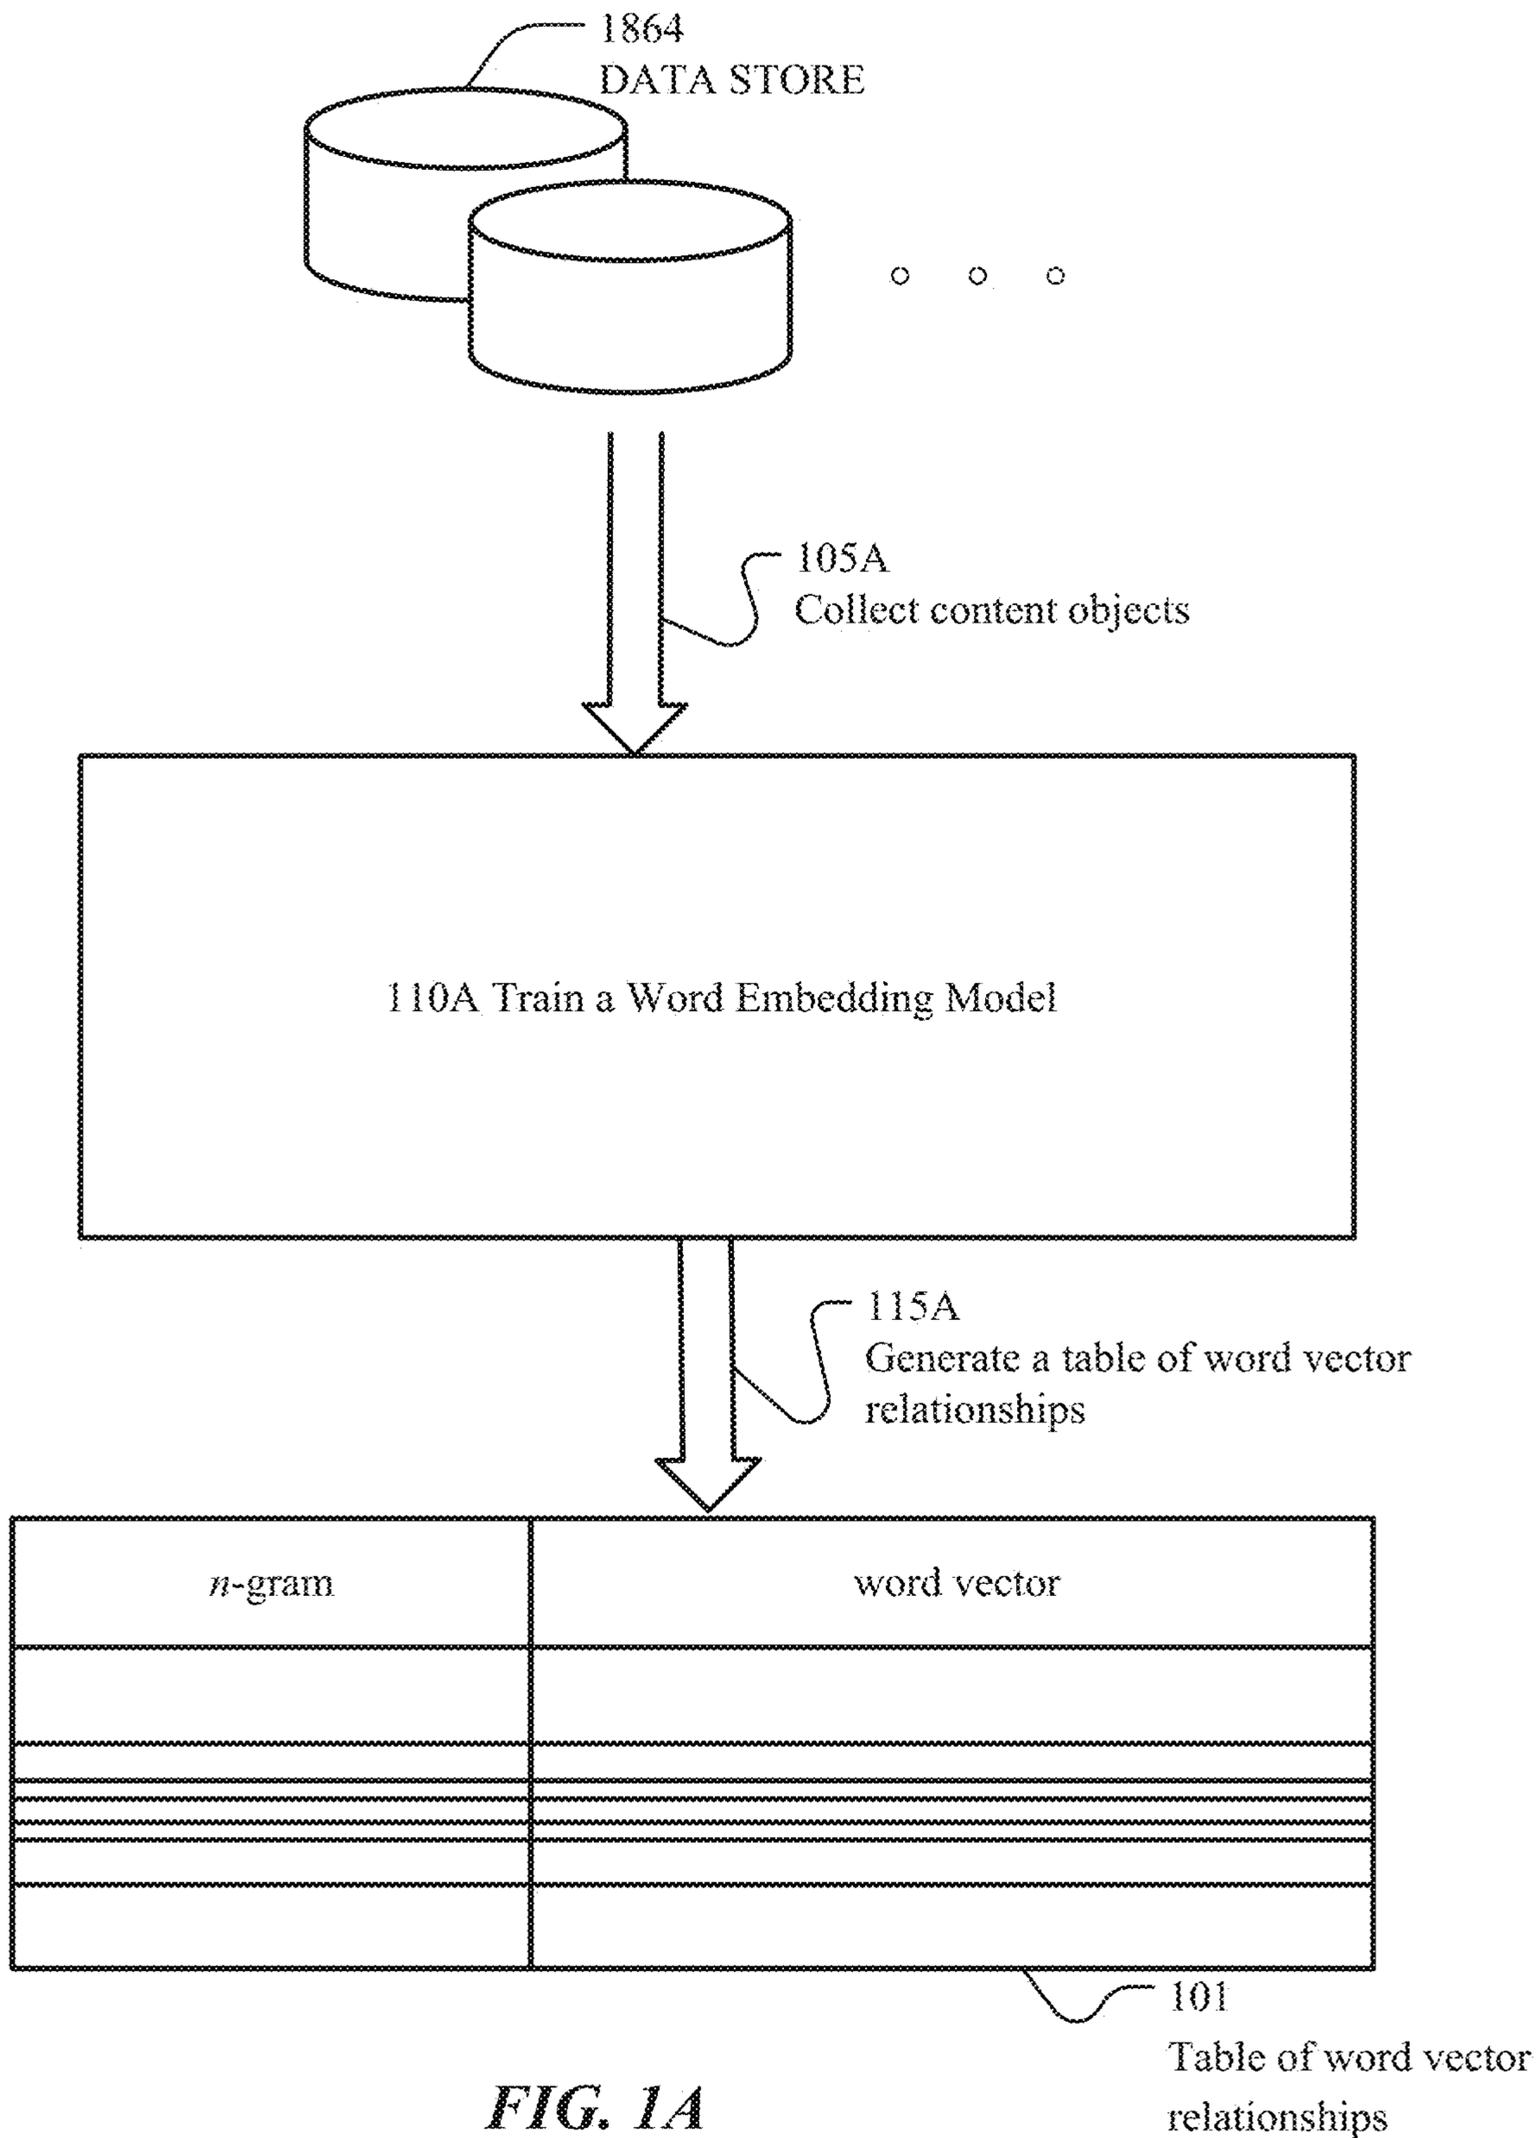 1864
DATA STORE
105A
Collect content objects
110A Train a Word Embedding Model
115A
Generate a table of word vector
relationships
n-gram
word vector
101
Table of word vector
relationships
FIG. 1A